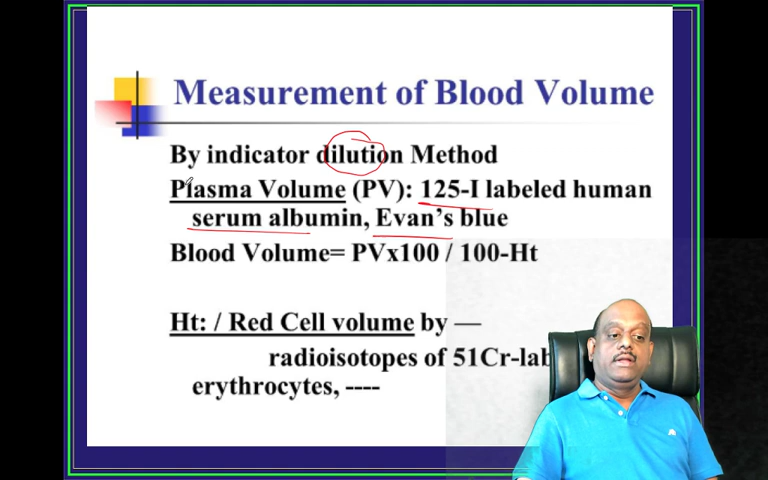 Measurement of Blood Volume
By indicator dilution Method
Plasma Volume (PV): 125-I labeled human
serum albumin, Evan's blue
Blood Volume= PVx100 / 100-Ht
Ht: / Red Cell volume by —
radioisotopes of 51Cr-lab
erythrocytes, ----